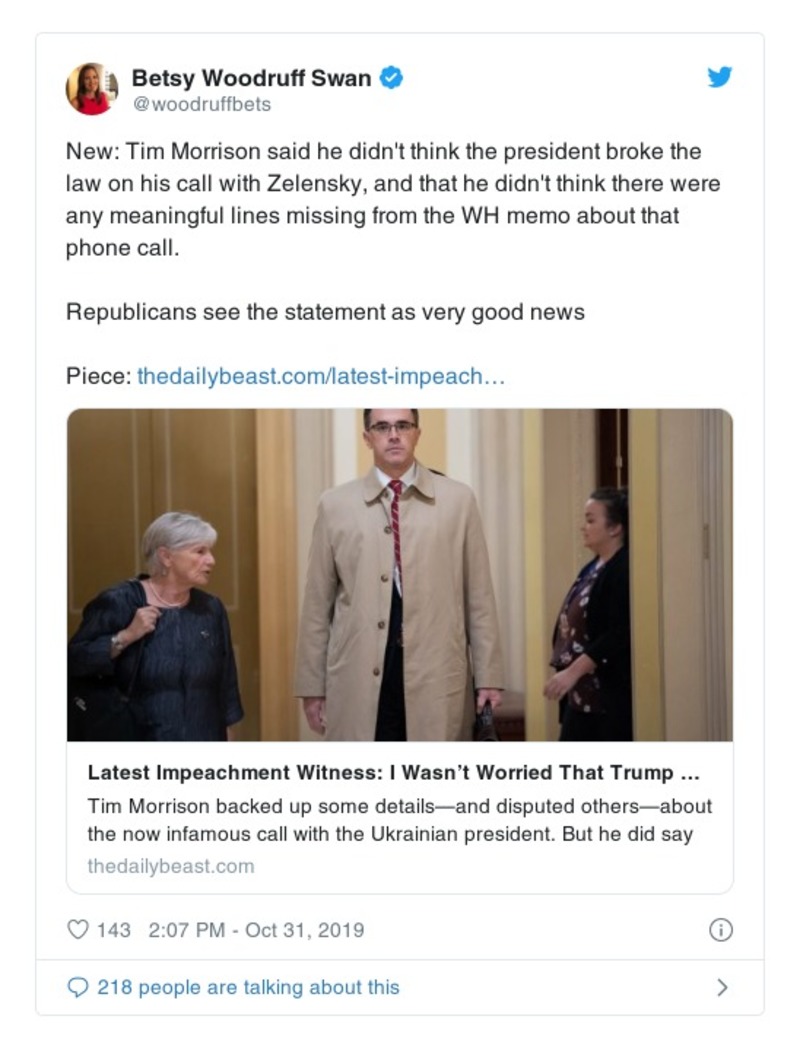 Betsy Woodruff Swan
@woodruffbets
New: Tim Morrison said he didn't think the president broke the
law on his call with Zelensky, and that he didn't think there were
any meaningful lines missing from the WH memo about that
phone call.
Republicans see the statement as very good news
Piece: thedailybeast.com/latest-impeach…
Latest Impeachment Witness: I Wasn’t Worried That Trump ...
Tim Morrison backed up some details—and disputed others—about
the now infamous call with the Ukrainian president. But he did say
thedailybeast.com
143 2:07 PM - Oct 31, 2019
218 people are talking about this